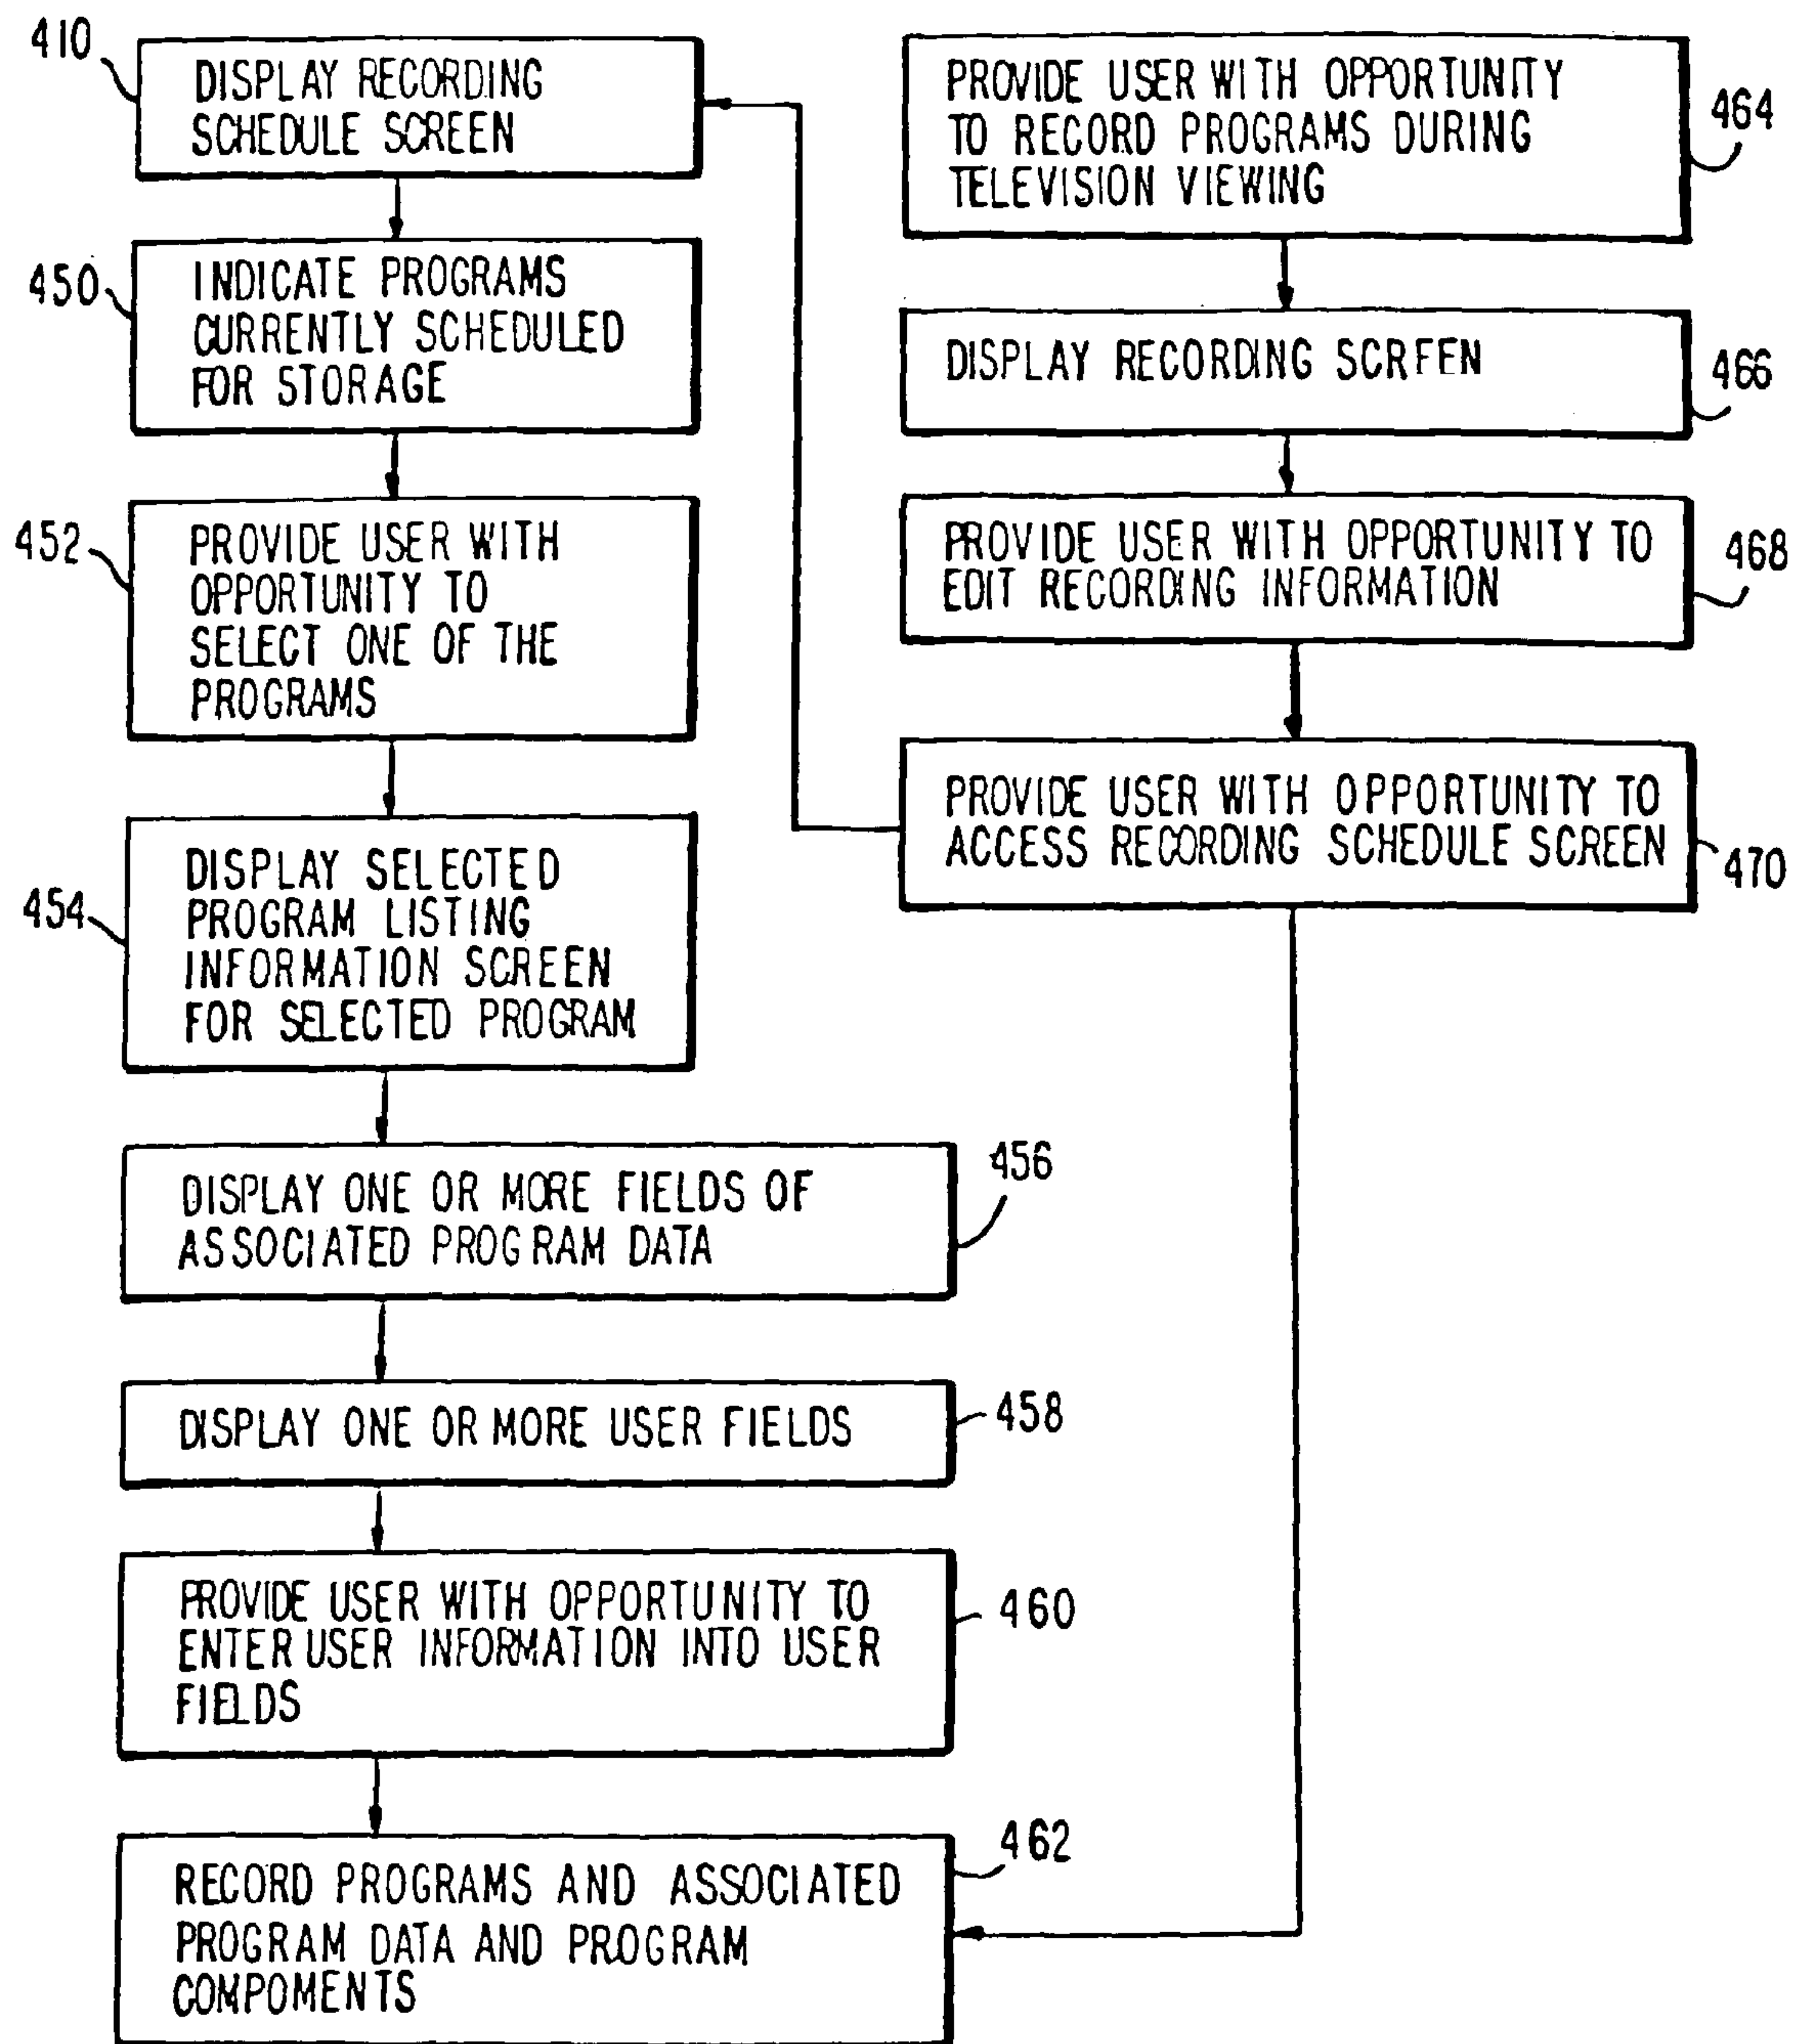 410
DISPLAY RECORDING
SCHEDULE SCREEN
450
INDICATE PROGRAMS
CURRENTLY SCHEDULED
FOR STORAGE
452
PROVIDE USER WITH
OPPORTUNITY TO
SELECT ONE OF THE
PROGRAMS
454
DISPLAY SELECTED
PROGRAM LISTING
INFORMATION SCREEN
FOR SELECTED PROGRAM
456
DISPLAY ONE OR MORE FIELDS OF
ASSOCIATED PROGRAM DATA
DISPLAY ONE OR MORE USER FIELDS
458
PROVIDE USER WITH OPPORTUNITY TO
ENTER USER INFORMATION INTO USER
FIELDS
460
RECORD PROGRAMS AND ASSOCIATED
PROGRAM DATA AND PROGRAM
COMPOMENTS
462
PROVIDE USER WITH OPPORTUNITY
TO RECORD PROGRAMS DURING
TELEVISION VIEWING
464
DISPLAY RECORDING SCRFEN
466
PROVIDE USER WITH OPPORTUNITY TO
EDIT RECORDING INFORMATION
468
PROVIDE USER WITH OPPORTUNITY TO
ACCESS RECORDING SCHEDULE SCREEN
470